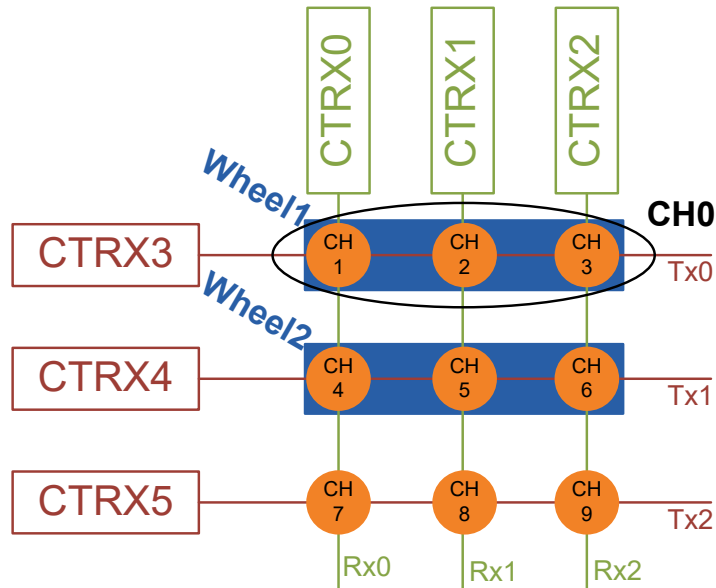 CTRX0
CTRX1
CTRX2
Wheel1
CH0
CTRX3
CH
1
CH
2
CH
3
Tx0
Wheel2
CTRX4
CH
4
CH
5
CH
6
Tx1
CTRX5
CH
7
CH
8
CH
9
Tx2
Rx0
Rx1
Rx2